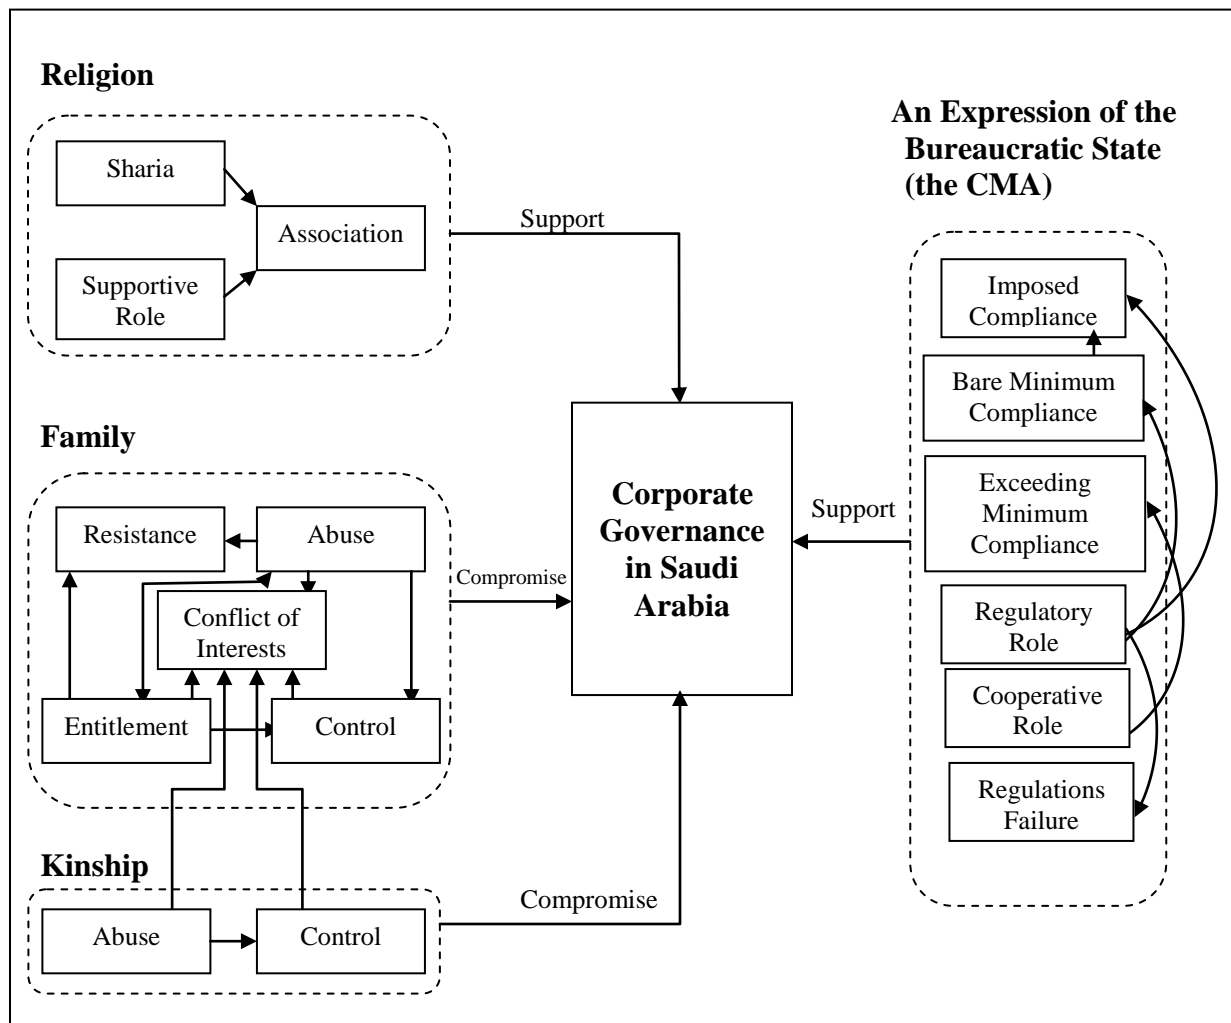 Religion
Sharia
Supportive
Role
Association
Support
An Expression of the
Bureaucratic State
(the CMA)
Imposed
Compliance
Bare Minimum
Compliance
Exceeding
Minimum
Compliance
Regulatory
Role
Cooperative
Role
Regulations
Failure
Support
Corporate
Governance
in Saudi
Arabia
Family
Resistance
Abuse
Conflict of
Interests
Entitlement
Control
Compromise
Kinship
Abuse
Control
Compromise